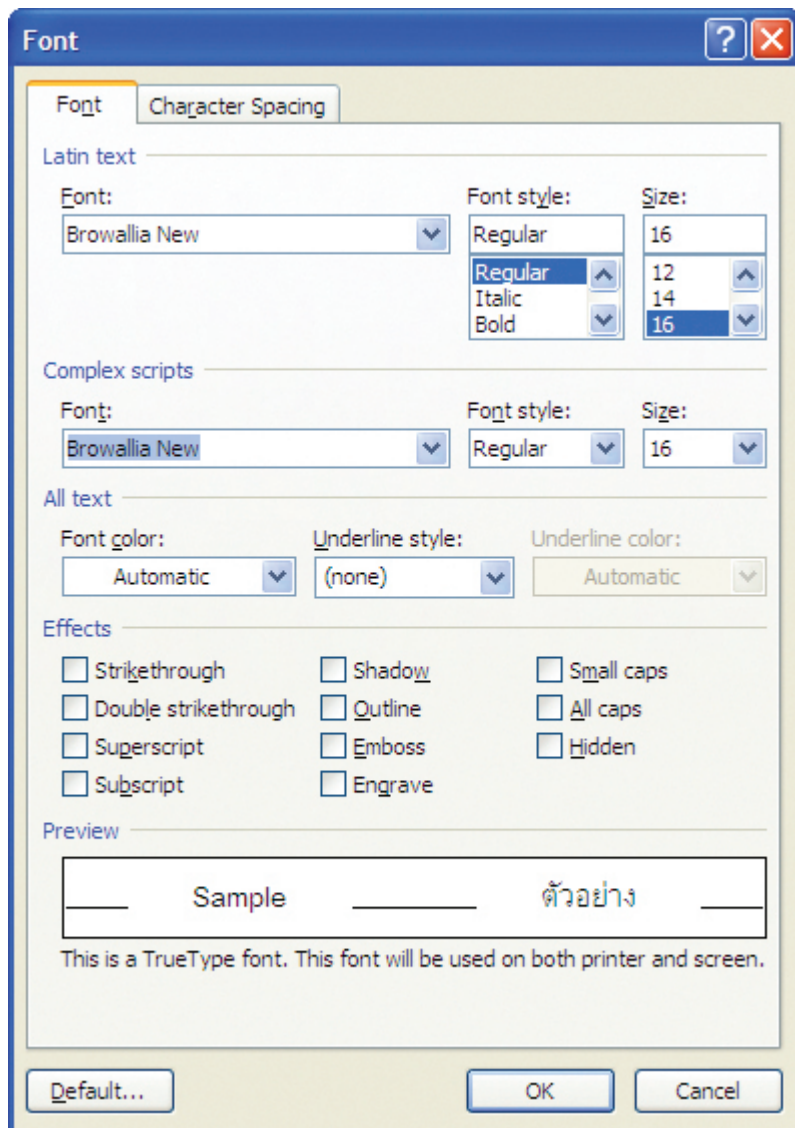 Font
Font Character Spacing
Latin text
Font: Font style: Size:
Browallia New Regular 16
Regular 12
Italic 14
Bold 16
Complex scripts
Font: Font style: Size:
Browallia New Regular 16
All text
Font color: Underline style: Underline color:
Automatic (none) Automatic
Effects
Strikethrough Shadow Small caps
Double strikethrough Outline All caps
Superscript Emboss Hidden
Subscript Engrave
Preview
Sample ตัวอย่าง
This is a TrueType font. This font will be used on both printer and screen.
Default... OK Cancel